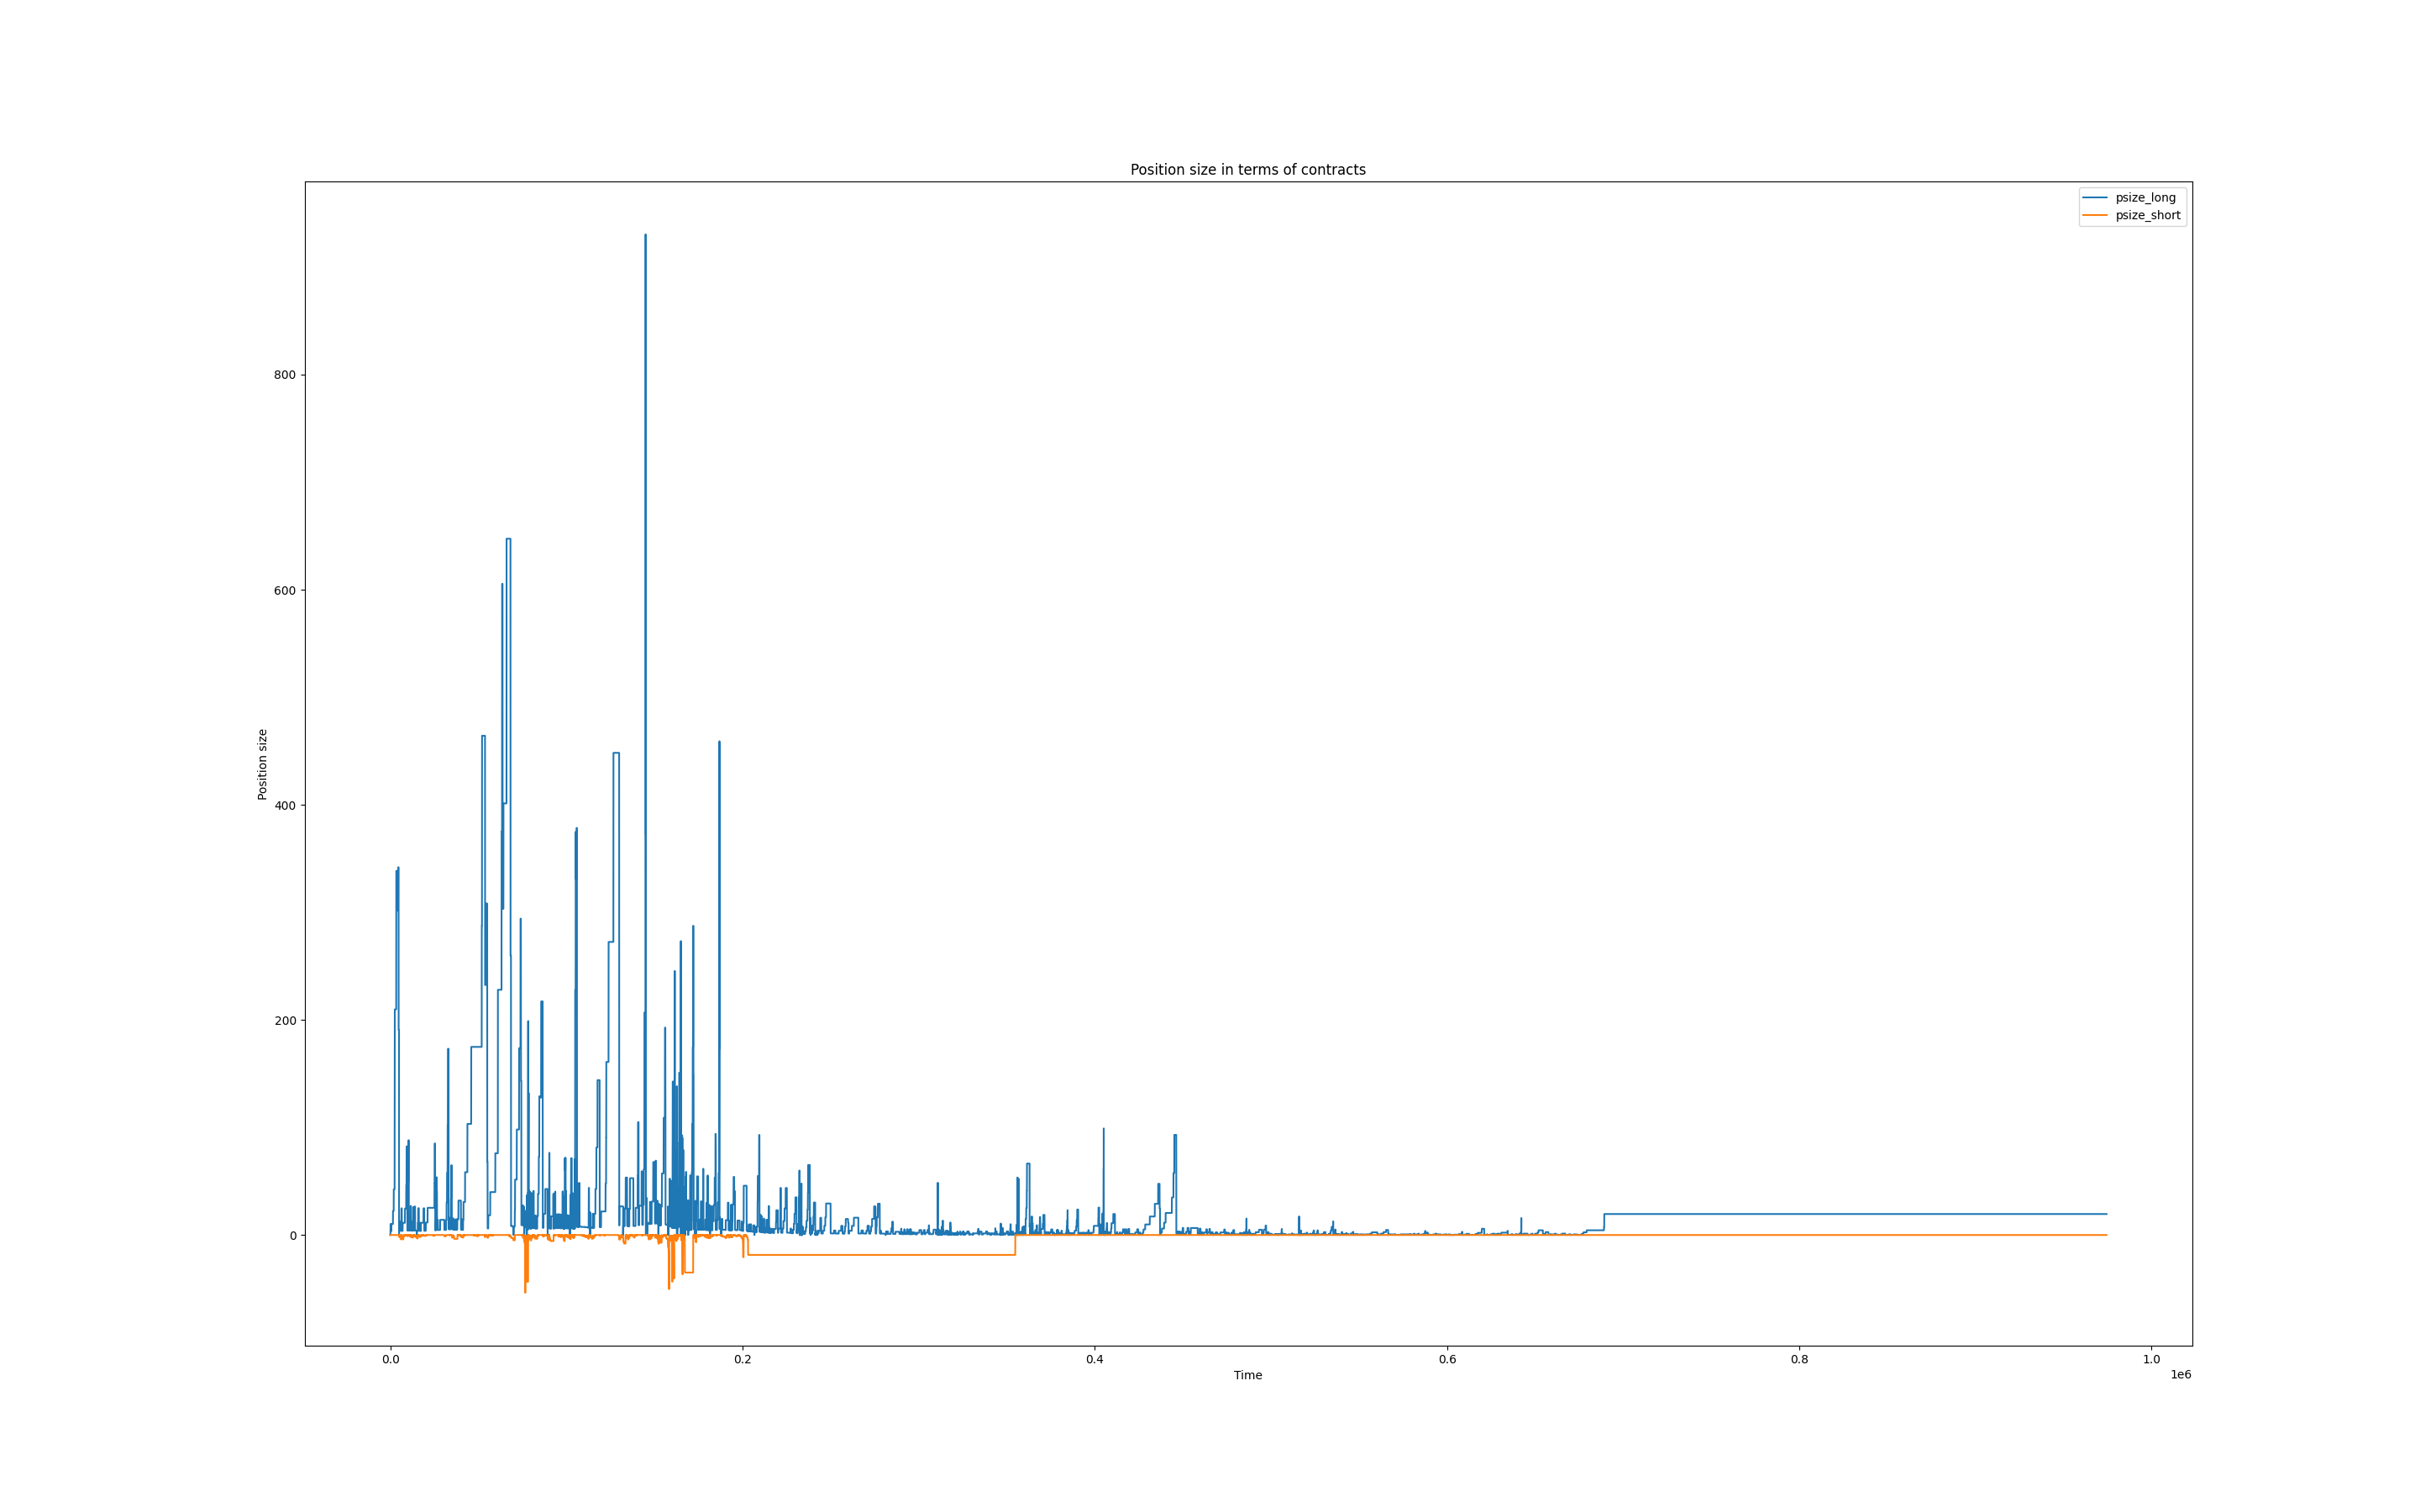 Position size in terms of contracts
psize_long
psize_short
800
600
400
200
0
Position size
0.0 0.2 0.4 0.6 0.8 1.0
Time
1e6